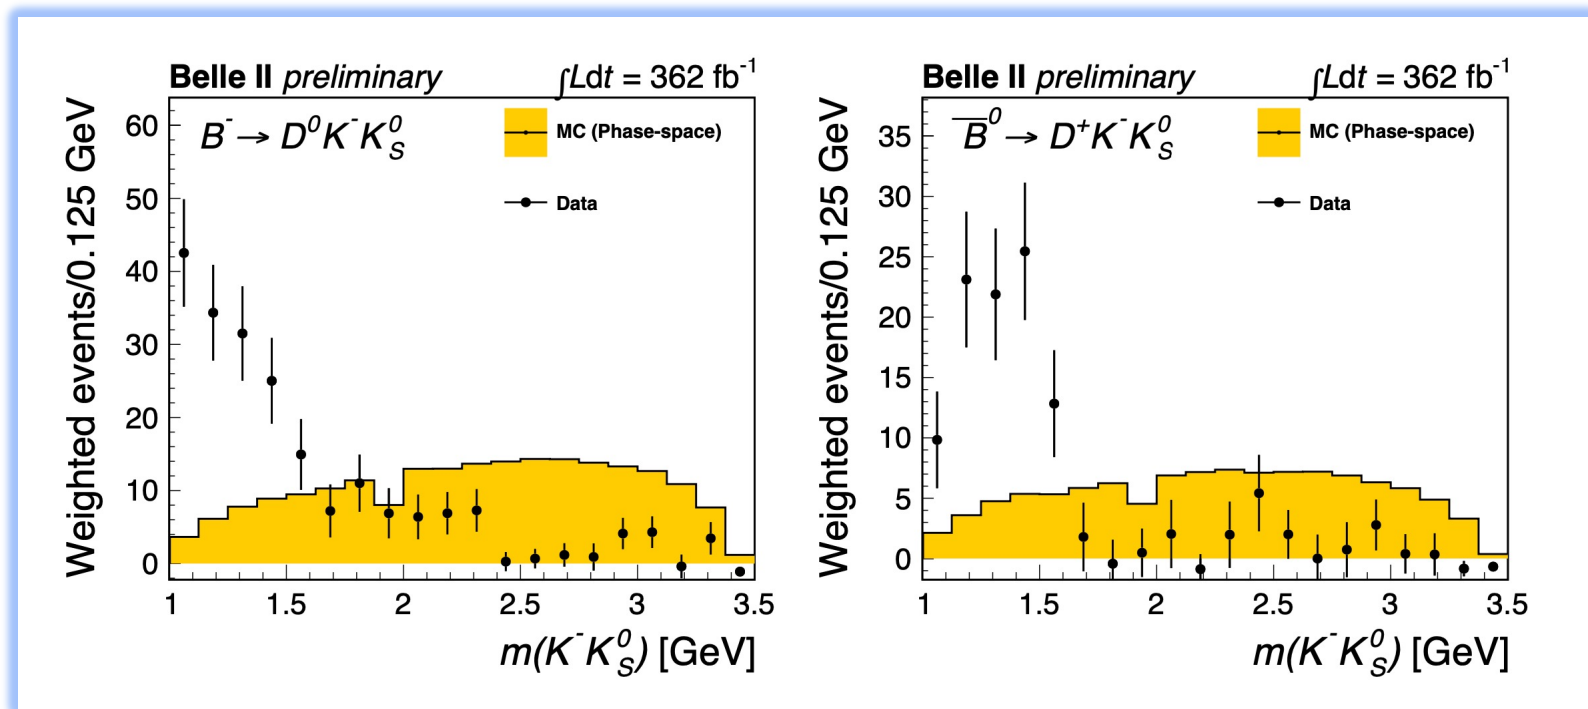 Belle II preliminary ∫Ldt = 362 fb⁻¹
B⁻ → D⁰K⁻K⁰S
MC (Phase-space)
Data
Weighted events/0.125 GeV
60
50
40
30
20
10
0
1 1.5 2 2.5 3 3.5
m(K⁻K⁰S) [GeV]
Belle II preliminary ∫Ldt = 362 fb⁻¹
B̅⁰ → D⁺K⁻K⁰S
MC (Phase-space)
Data
Weighted events/0.125 GeV
35
30
25
20
15
10
5
0
1 1.5 2 2.5 3 3.5
m(K⁻K⁰S) [GeV]